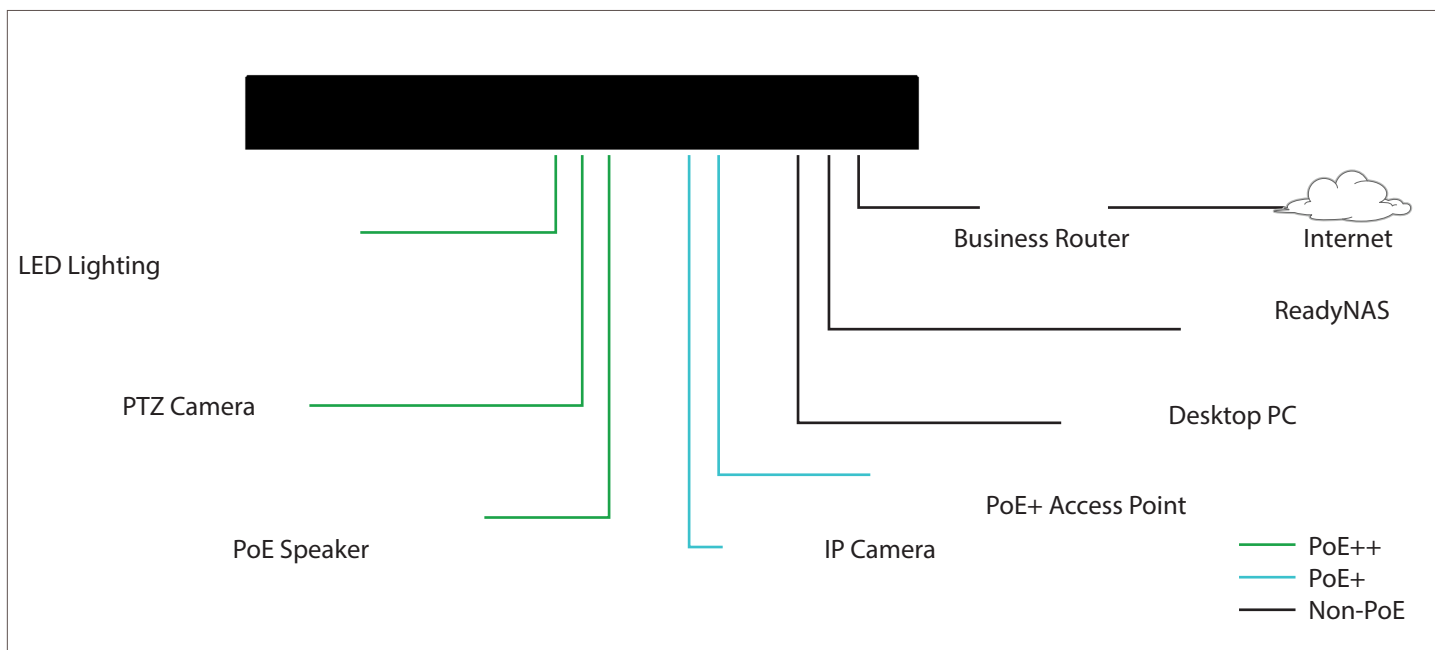 Business Router
Internet
LED Lighting
ReadyNAS
PTZ Camera
Desktop PC
PoE+ Access Point
PoE Speaker
IP Camera
PoE++
PoE+
Non-PoE